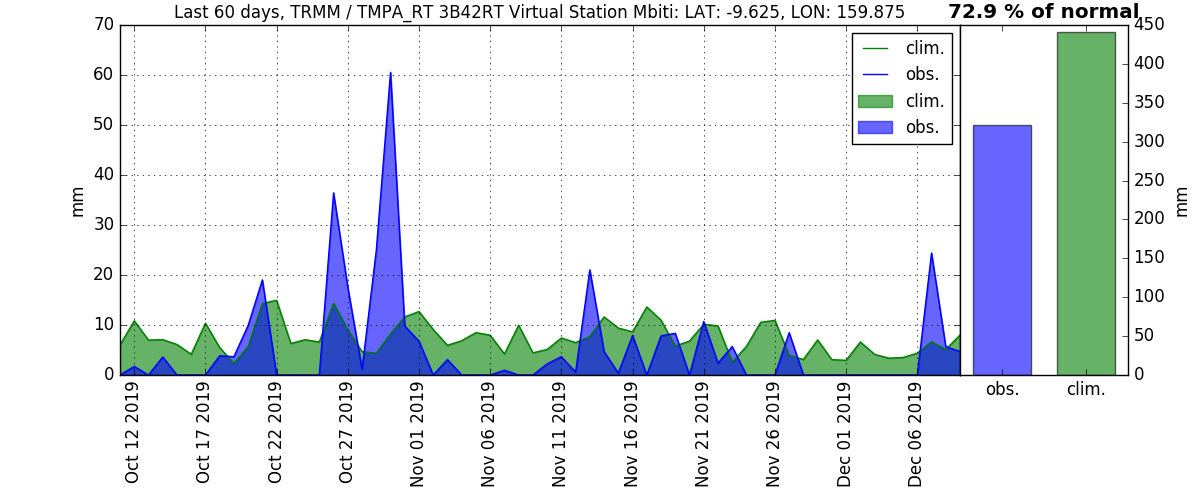 Last 60 days, TRMM / TMPA_RT 3B42RT Virtual Station Mbiti: LAT: -9.625, LON: 159.875
72.9 % of normal
70
60
50
40
30
20
10
0
mm
clim.
obs.
clim.
obs.
450
400
350
300
250
200
150
100
50
0
mm
Oct 12 2019
Oct 17 2019
Oct 22 2019
Oct 27 2019
Nov 01 2019
Nov 06 2019
Nov 11 2019
Nov 16 2019
Nov 21 2019
Nov 26 2019
Dec 01 2019
Dec 06 2019
obs.
clim.